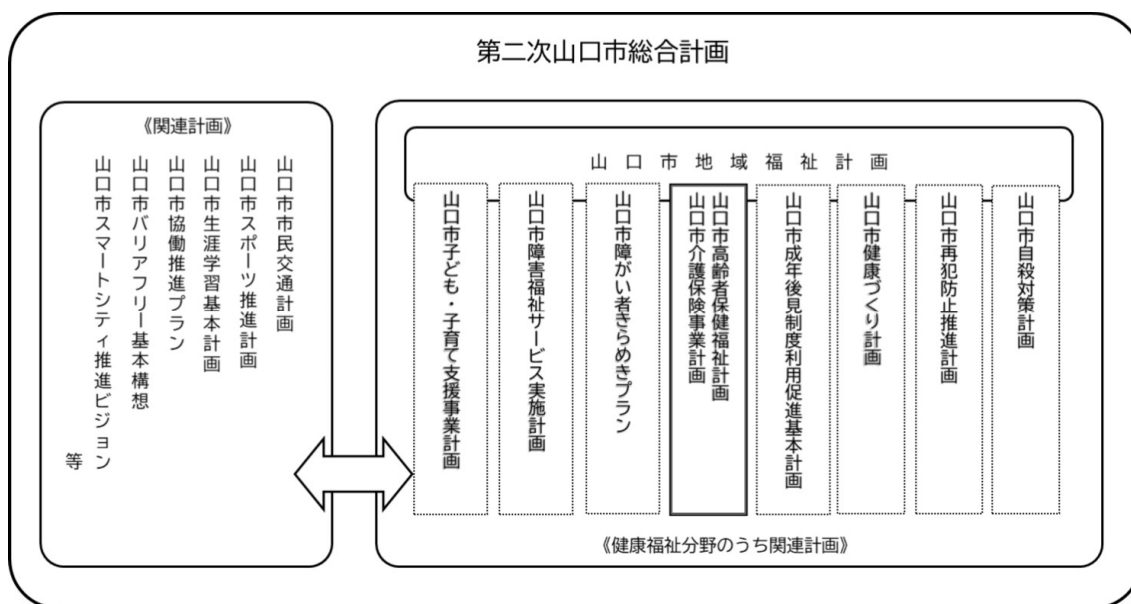 第二次山口市総合計画
《関連計画》
山口市市民交通計画
山口市スポーツ推進計画
山口市生涯学習基本計画
山口市協働推進プラン
山口市バリアフリー基本構想
山口市スマートシティ推進ビジョン
等
山口市地域福祉計画
山口市自殺対策計画
山口市再犯防止推進計画
山口市健康づくり計画
山口市成年後見制度利用促進基本計画
山口市高齢者保健福祉計画
山口市介護保険事業計画
山口市障がい者きらめきプラン
山口市障害福祉サービス実施計画
山口市子ども・子育て支援事業計画
《健康福祉分野のうち関連計画》